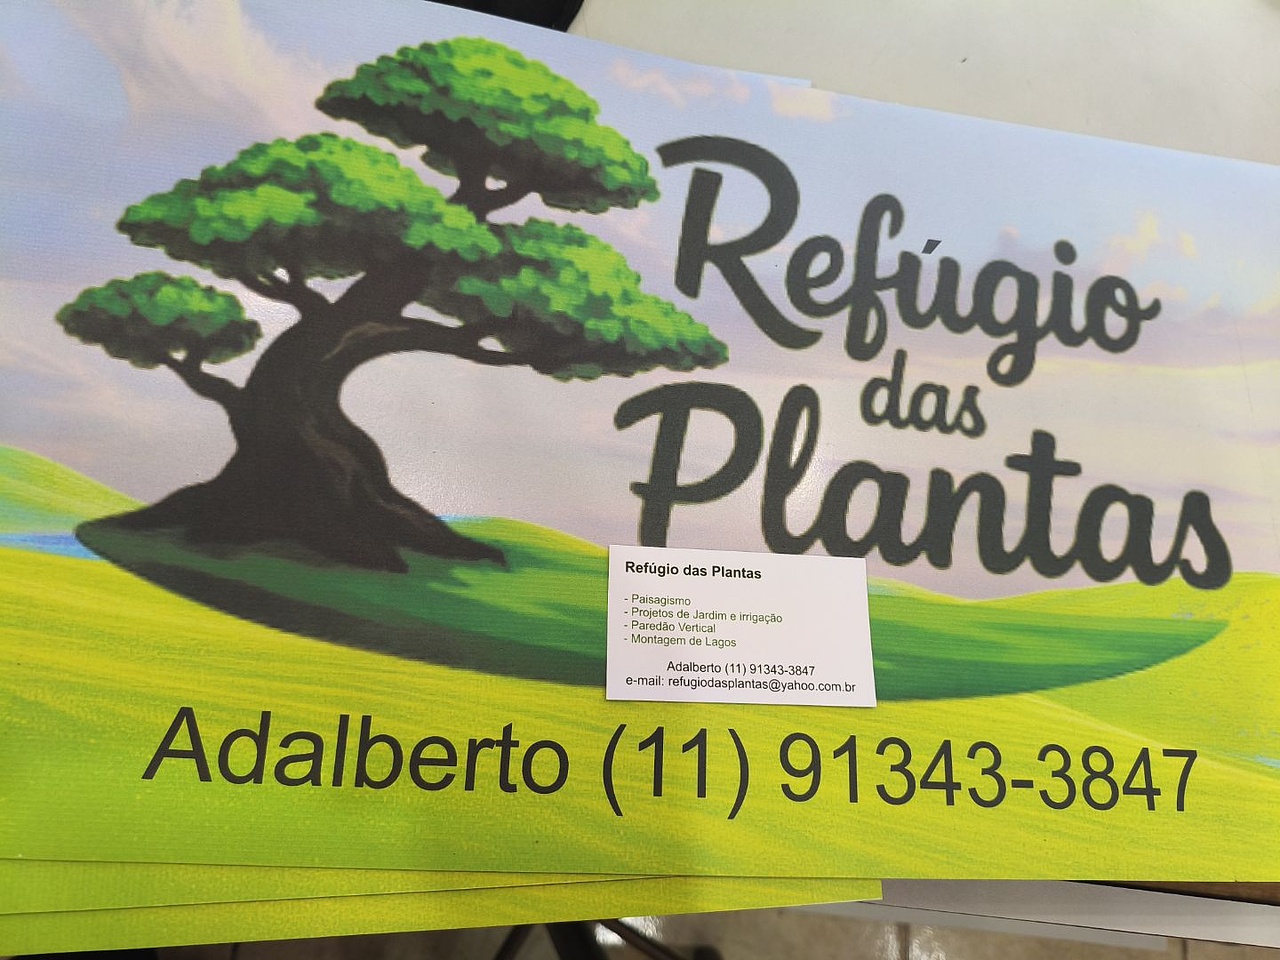 Refúgio
das
Plantas
Refúgio das Plantas
- Paisagismo
- Projetos de Jardim e irrigação
- Paredão Vertical
- Montagem de Lagos
Adalberto (11) 91343-3847
e-mail: refugiodasplantas@yahoo.com.br
Adalberto (11) 91343-3847